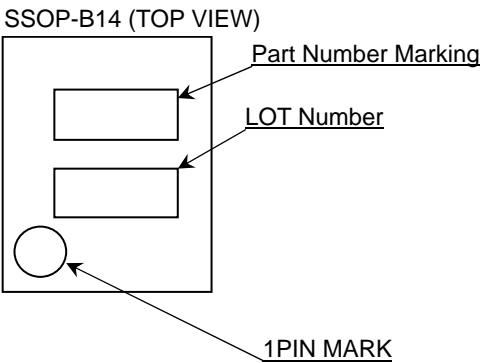 SSOP-B14 (TOP VIEW)
Part Number Marking
LOT Number
1PIN MARK